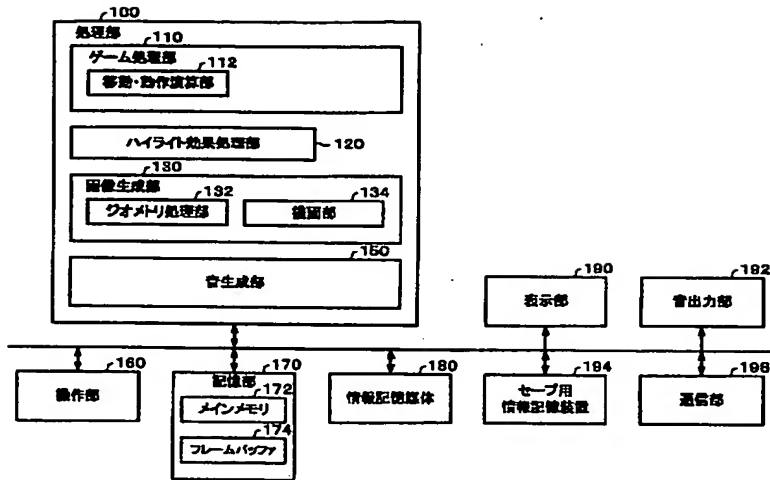 100
処理部
110
ゲーム処理部
112
移動・動作演算部
ハイライト効果処理部
120
130
画像生成部
132
ジオメトリ処理部
134
描画部
150
音生成部
190
表示部
192
音出力部
160
操作部
170
記憶部
172
メインメモリ
174
フレームバッファ
180
情報記憶媒体
194
セーブ用
情報記憶装置
196
通信部